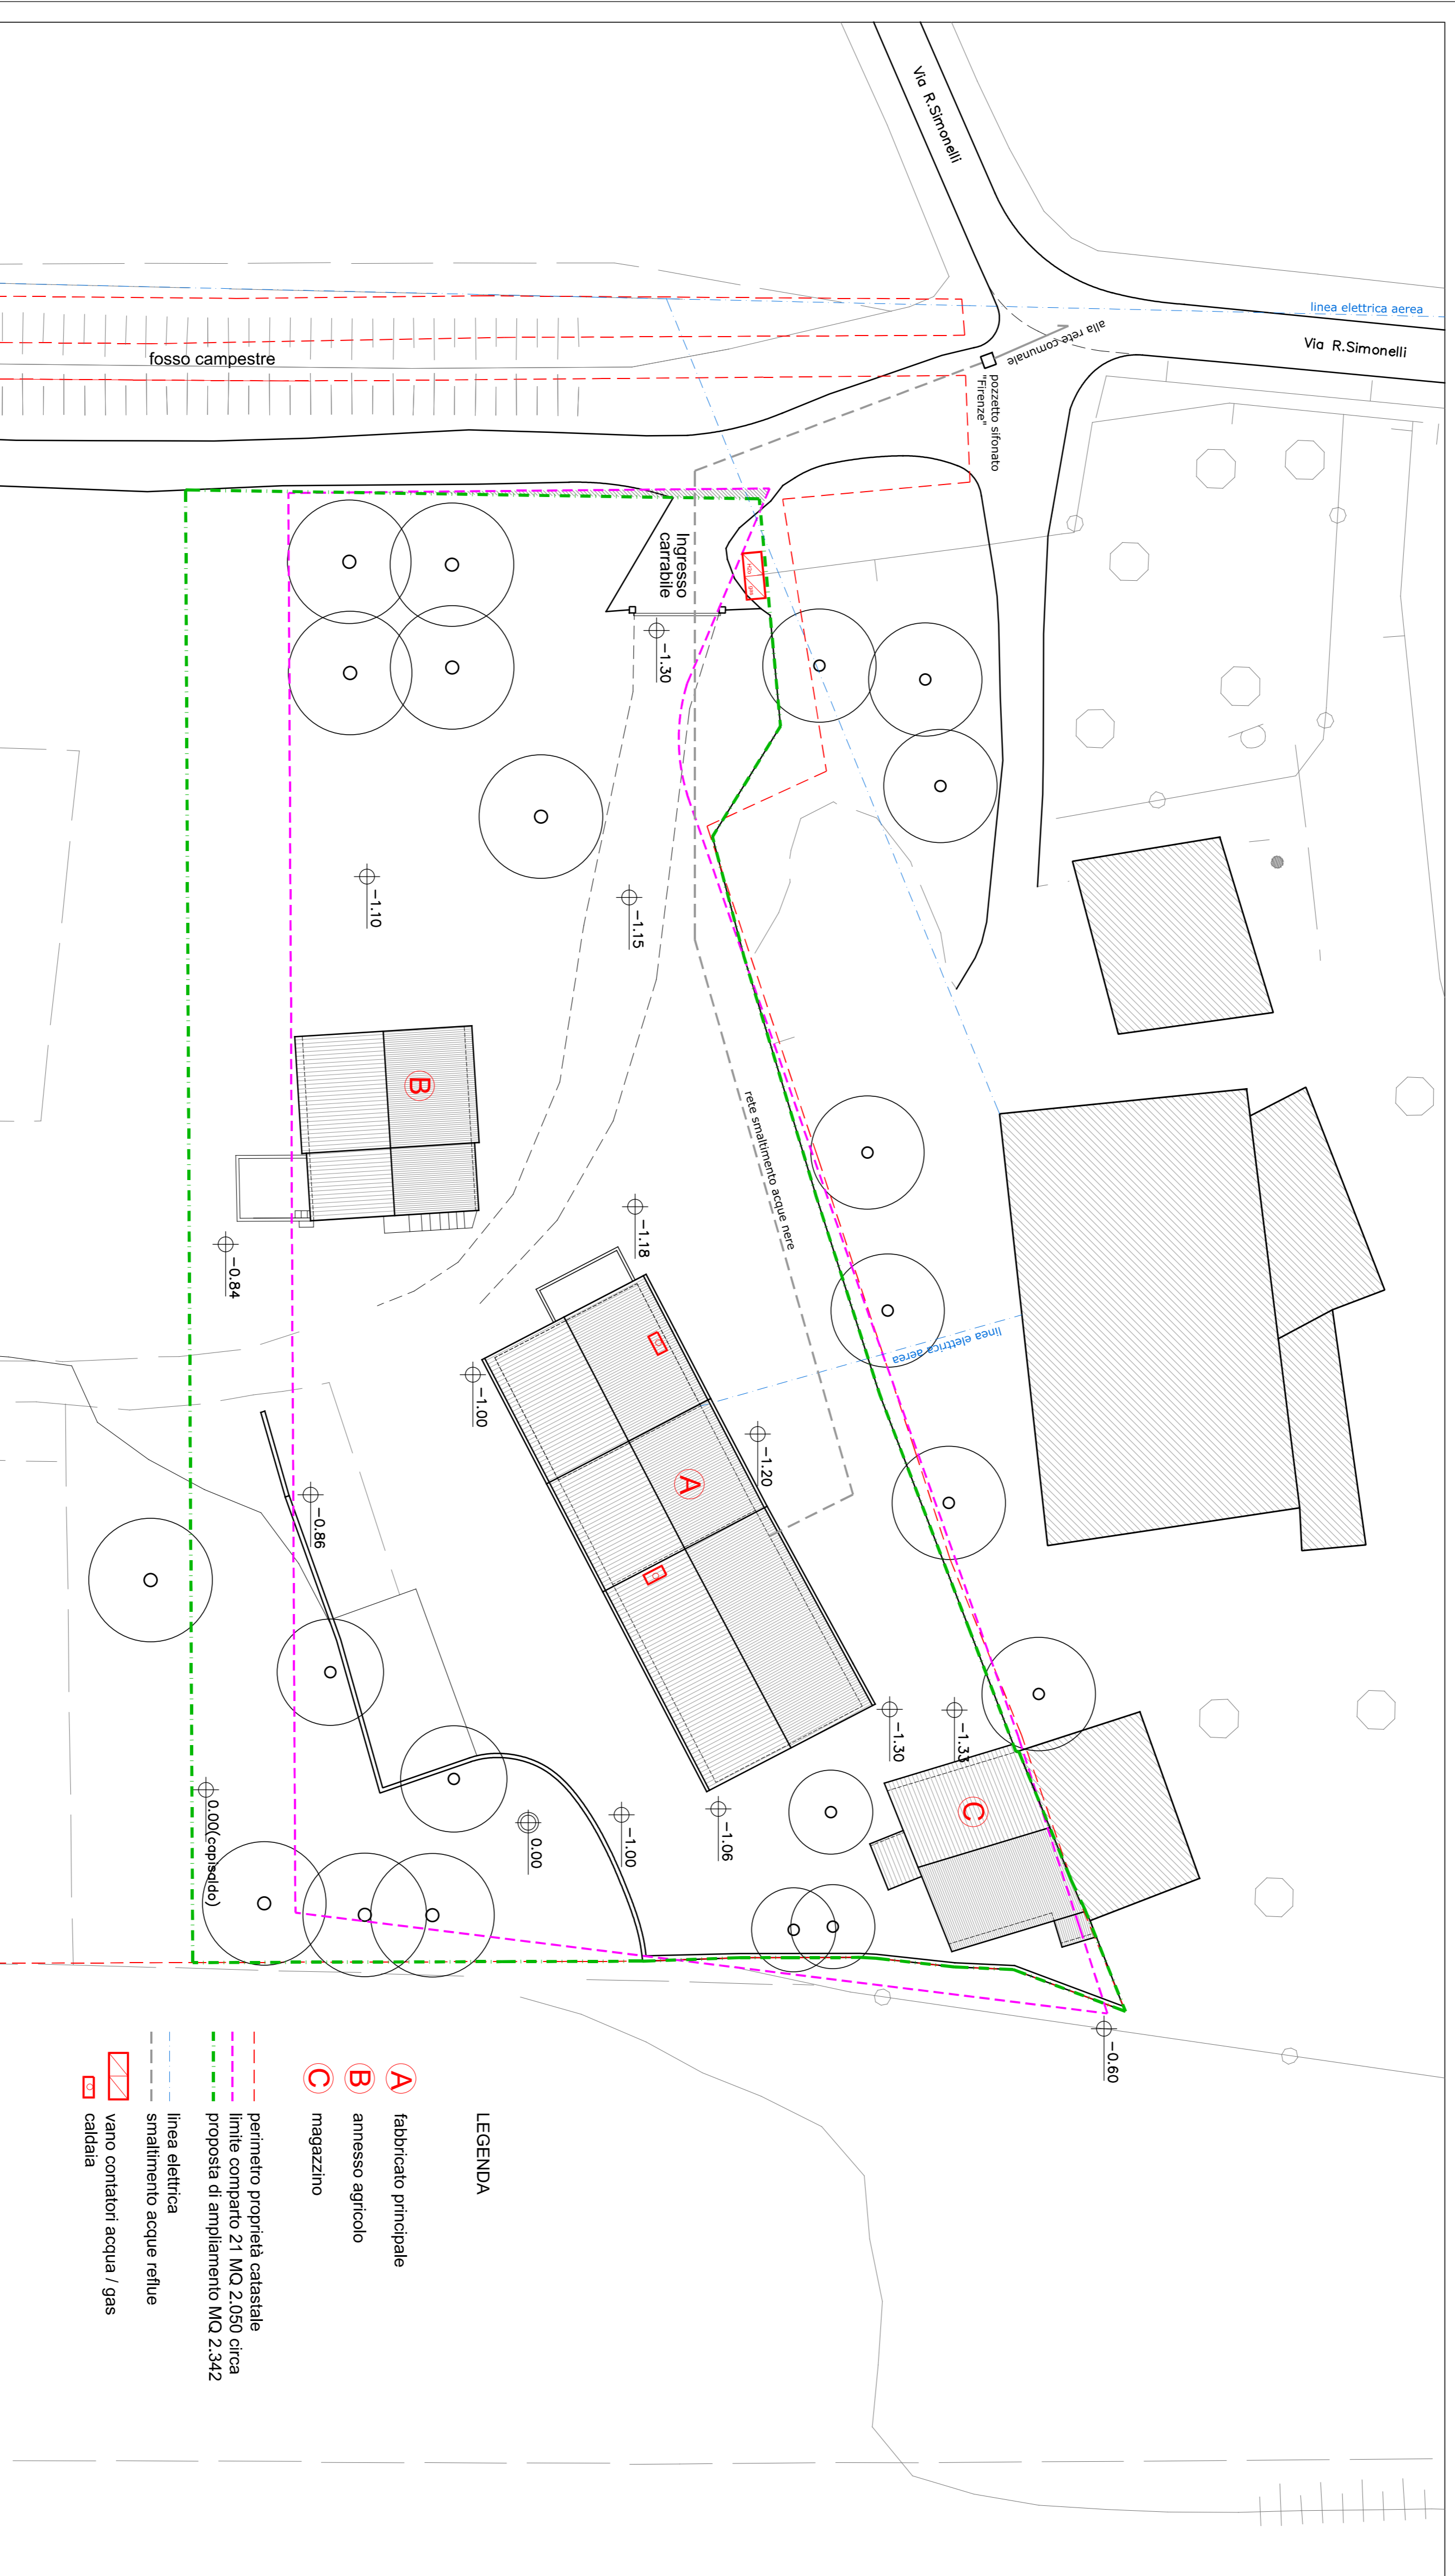 Via R.Simonelli
linea elettrica aerea
Via R.Simonelli
alla rete comunale
fosso campestre
pozzetto sifonato
"Firenze"
Ingresso
carrabile
H2O
gas
-1.30
-1.10
-1.15
B
rete smaltimento acque nere
-1.18
-0.84
linea elettrica aerea
-1.00
-1.20
A
-0.86
-1.30
-1.33
C
0.00(capisaldo)
0.00
-1.00
-1.06
-0.60
LEGENDA
A fabbricato principale
B annesso agricolo
C magazzino
perimetro proprietà catastale
limite comparto 21 MQ 2.050 circa
proposta di ampliamento MQ 2.342
linea elettrica
smaltimento acque reflue
vano contatori acqua / gas
caldaia